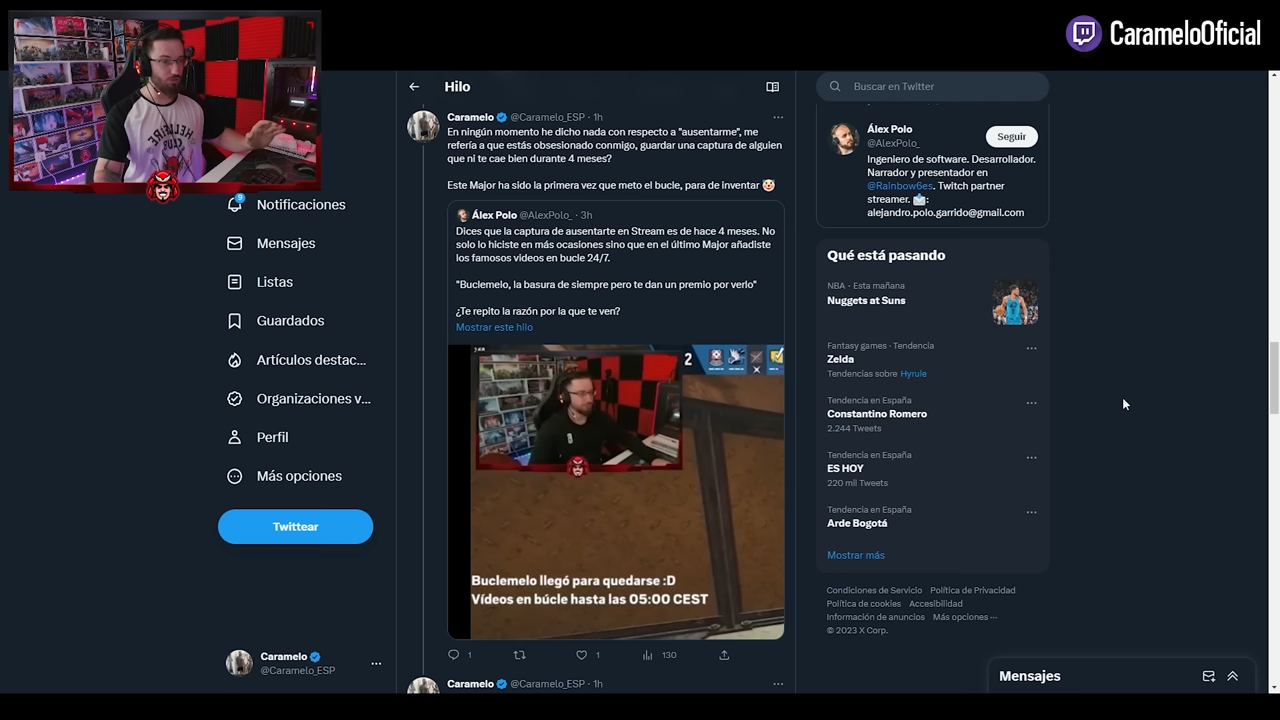 CarameloOficial
HELLFIRE
CLUB
Notificaciones
9
Mensajes
Listas
Guardados
Artículos destac...
Organizaciones v...
Perfil
Más opciones
Twittear
Caramelo
@Caramelo_ESP
Hilo
Caramelo @Caramelo_ESP · 1h
En ningún momento he dicho nada con respecto a "ausentarme", me
refería a que estás obsesionado conmigo, guardar una captura de alguien
que ni te cae bien durante 4 meses?
Este Major ha sido la primera vez que meto el bucle, para de inventar 🤡
Álex Polo @AlexPolo_ · 3h
Dices que la captura de ausentarte en Stream es de hace 4 meses. No
solo lo hiciste en más ocasiones sino que en el último Major añadiste
los famosos videos en bucle 24/7.
"Buclemelo, la basura de siempre pero te dan un premio por verlo"
¿Te repito la razón por la que te ven?
Mostrar este hilo
2
Buclemelo llegó para quedarse :D
Vídeos en búcle hasta las 05:00 CEST
1
1
130
Caramelo @Caramelo_ESP · 1h
Buscar en Twitter
Álex Polo
@AlexPolo_
Seguir
Ingeniero de software. Desarrollador.
Narrador y presentador en
@Rainbow6es. Twitch partner
streamer. 📩:
alejandro.polo.garrido@gmail.com
Qué está pasando
NBA · Esta mañana
Nuggets at Suns
Fantasy games · Tendencia
Zelda
Tendencias sobre Hyrule
Tendencia en España
Constantino Romero
2.244 Tweets
Tendencia en España
ES HOY
220 mil Tweets
Tendencia en España
Arde Bogotá
Mostrar más
Condiciones de Servicio Política de Privacidad
Política de cookies Accesibilidad
Información de anuncios Más opciones ···
© 2023 X Corp.
Mensajes